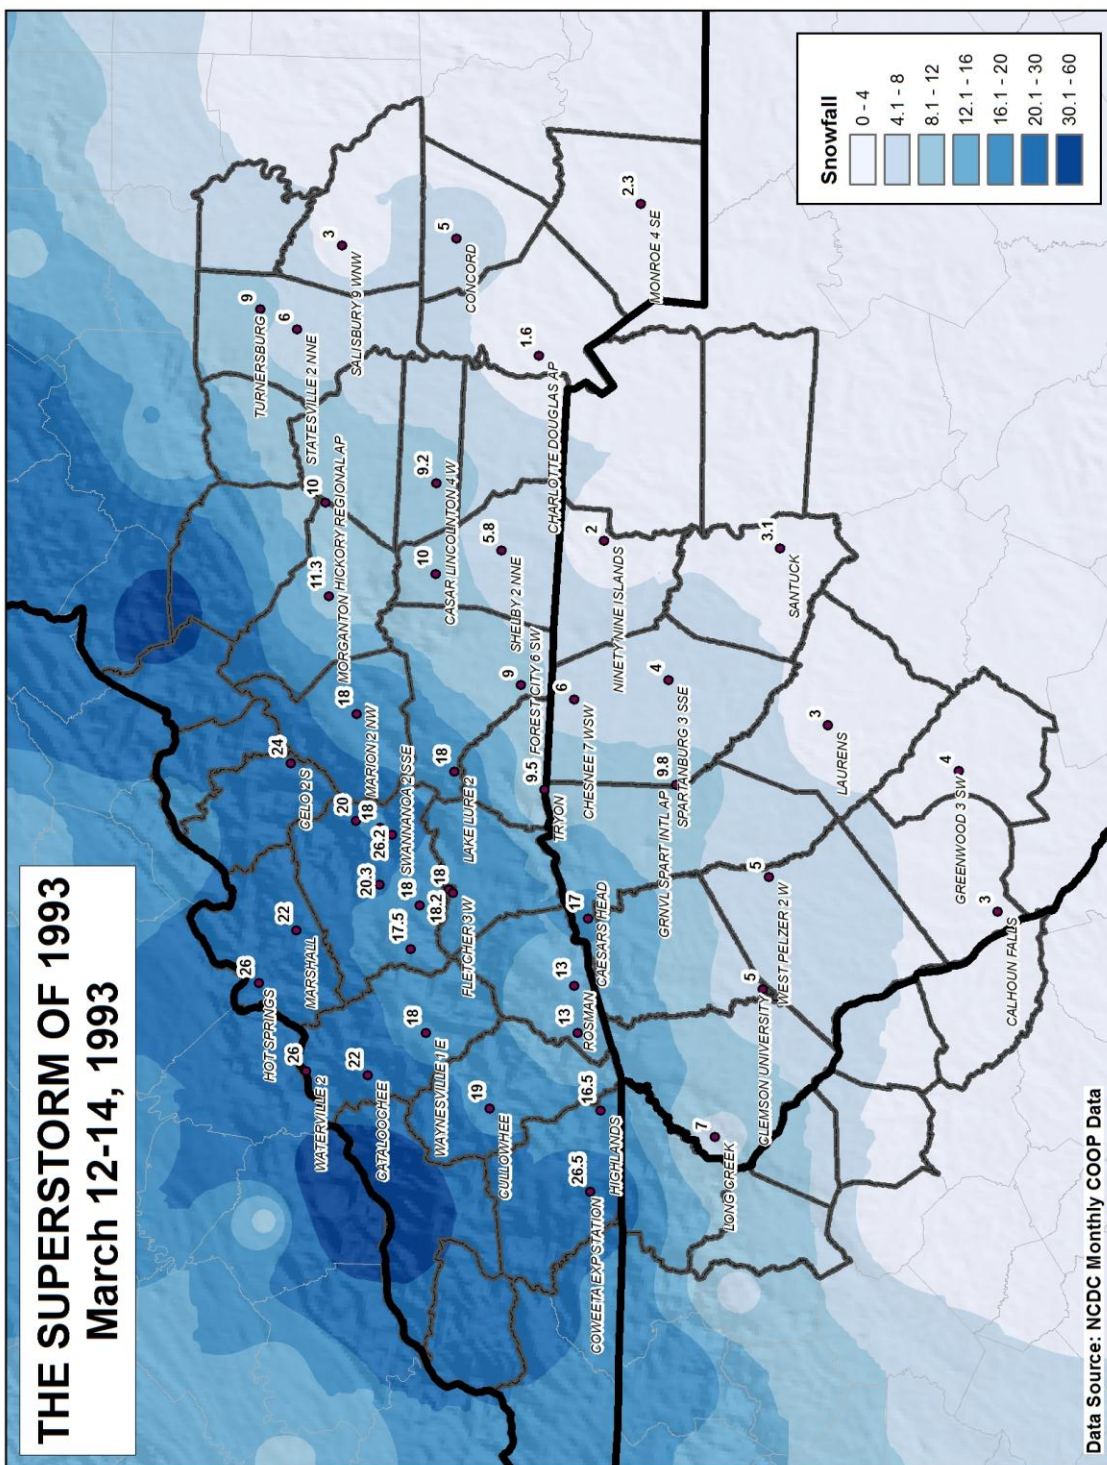 THE SUPERSTORM OF 1993
March 12-14, 1993
26
HOT SPRINGS
26
WATERVILLE 2
22
MARSHALL
22
CATALOOCHEE
24
CELO 2 S
20
18
MARION 2 NW
18
26.2
SWANNANOA 2 SSE
20.3
18
17.5
18.2
18
FLETCHER 3 W
18
LAKE LURE 2
18
WAYNESVILLE 1 E
19
CULLOWHEE
26.5
COWEETA EXP STATION
16.5
HIGHLANDS
13
ROSMAN
13
17
CAESARS HEAD
9.5
TRYON
9
FOREST CITY 6 SW
11.3
MORGANTON
10
HICKORY REGIONAL AP
9
TURNERSBURG
6
STATESVILLE 2 NNE
3
SALISBURY 9 WNW
5
CONCORD
2.3
MONROE 4 SE
1.6
CHARLOTTE DOUGLAS AP
9.2
LINCOLNTON 4 W
10
CASAR
5.8
SHELBY 2 NNE
2
NINETY NINE ISLANDS
6
CHESNEE 7 WSW
4
SPARTANBURG 3 SSE
9.8
GRNVL SPART INTL AP
3.1
SANTUCK
3
LAURENS
4
GREENWOOD 3 SW
3
CALHOUN FALLS
5
WEST PELZER 2 W
5
CLEMSON UNIVERSITY
7
LONG CREEK
Snowfall
0 - 4
4.1 - 8
8.1 - 12
12.1 - 16
16.1 - 20
20.1 - 30
30.1 - 60
Data Source: NCDC Monthly COOP Data